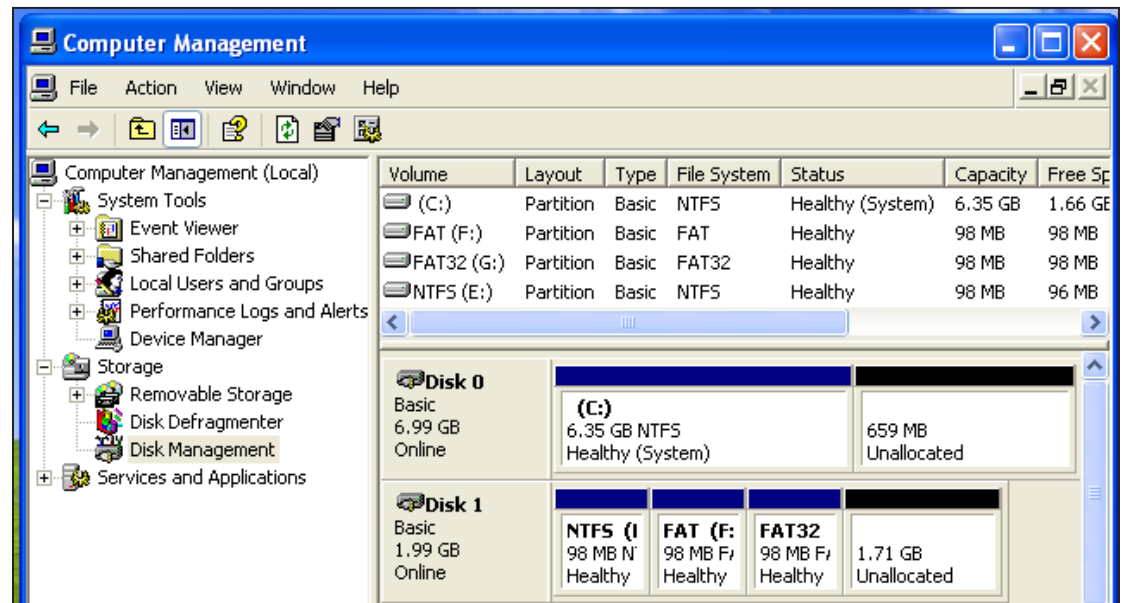 Computer Management
File Action View Window Help
Computer Management (Local)
System Tools
Event Viewer
Shared Folders
Local Users and Groups
Performance Logs and Alerts
Device Manager
Storage
Removable Storage
Disk Defragmenter
Disk Management
Services and Applications
Volume Layout Type File System Status Capacity Free Sp
(C:) Partition Basic NTFS Healthy (System) 6.35 GB 1.66 GB
FAT (F:) Partition Basic FAT Healthy 98 MB 98 MB
FAT32 (G:) Partition Basic FAT32 Healthy 98 MB 98 MB
NTFS (E:) Partition Basic NTFS Healthy 98 MB 96 MB
Disk 0
Basic
6.99 GB
Online
(C:)
6.35 GB NTFS
Healthy (System)
659 MB
Unallocated
Disk 1
Basic
1.99 GB
Online
NTFS (
98 MB N
Healthy
FAT (F:
98 MB F
Healthy
FAT32
98 MB F
Healthy
1.71 GB
Unallocated